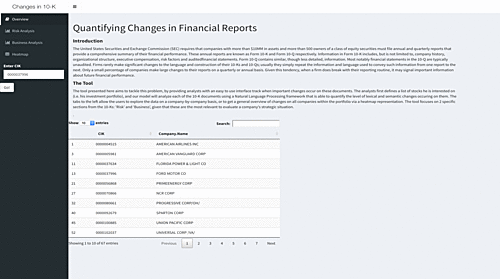 Changes in 10-K
Overview
Risk Analysis
Business Analysis
Heatmap
Enter CIK
0000037996
Go!
Quantifying Changes in Financial Reports
Introduction
The United States Securities and Exchange Commission (SEC) requires that companies with more than $10MM in assets and more than 500 owners of a class of equity securities must file annual and quarterly reports that
provide a comprehensive summary of their financial performance. These annual reports are known as Form 10-K and Form 10-Q respectively. Information in Form 10-K includes, but is not limited to, company history,
organizational structure, executive compensation, risk factors and audited financial statements. Form 10-Q contains similar, though less detailed, information. Most notably financial statements in the 10-Q are typically
unaudited. Firms rarely make significant changes to the language and construction of their 10-Ks and 10-Qs, usually they simply repeat the information and language used to convey such information from one report to the
next. Only a small percentage of companies make large changes to their reports on a quarterly or annual basis. Given this tendency, when a firm does break with their reporting routine, it may signal important information
about future financial performance.
The Tool
The tool presented here aims to tackle this problem, by providing analysts with an easy to use interface track when important changes occur on these documents. The analyst first defines a list of stocks he is interested on
(i.e. his investment portfolio), and our model will analyze each of the 10-K documents using a Natural Language Processing framework that is able to quantify the level of lexical and semantic changes occuring on them. The
tabs to the left allow the users to explore the data on a company-by-company basis, or to get a general overview of changes on all companies within the portfolio via a heatmap representation. The tool focuses on 2 specific
sections from the 10-Ks: 'Risk' and 'Business', given that these are the most relevant to evaluate a company's strategic situation.
Show 10 entries
Search:
CIK Company.Name
1 0000004515 AMERICAN AIRLINES INC
AMERICAN VANGUARD CORP
11 0000037634 FLORIDA POWER & LIGHT CO
13 0000037996 FORD MOTOR CO
21 PRIMEENERGY CORP
27 0000070866 NCR CORP
32 0000080661 PROGRESSIVE CORP/OH/
40 SPARTON CORP
45 0000100885 UNION PACIFIC CORP
52 0000102037 UNIVERSAL CORP /VA/
Showing 1 to 10 of 67 entries
Previous 1 2 3 4 5 6 7 Next